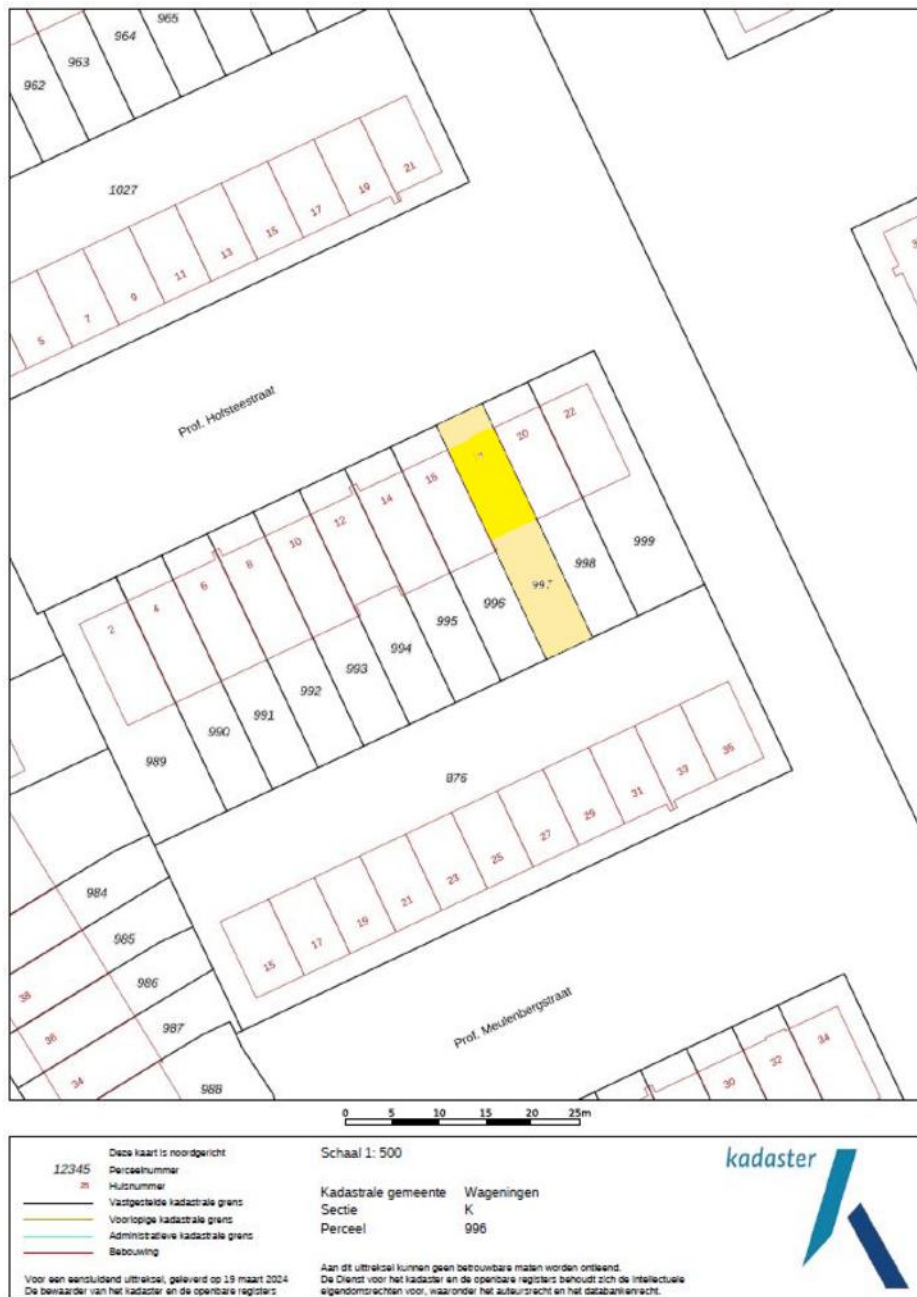 965
964
963
962
1027
21
19
17
15
13
11
9
7
5
Prof. Hofsteestraat
22
20
16
14
12
10
8
6
4
2
999
998
997
996
995
994
993
992
991
990
989
876
35
33
31
29
27
25
23
21
19
17
15
984
985
986
987
988
38
36
34
Prof. Meulenbergstraat
34
32
30
0 5 10 15 20 25m
Deze kaart is noordgericht
12345 Perceelnummer
25 Huisnummer
Vastgestelde kadastrale grens
Voorlopige kadastrale grens
Administratieve kadastrale grens
Bebouwing
Voor een eensluidend uittreksel, geleverd op 19 maart 2024
De bewaarder van het kadaster en de openbare registers
Schaal 1: 500
Kadastrale gemeente Wageningen
Sectie K
Perceel 996
Aan dit uittreksel kunnen geen betrouwbare maten worden ontleend.
De Dienst voor het kadaster en de openbare registers behoudt zich de intellectuele
eigendomsrechten voor, waaronder het auteursrecht en het databankenrecht.
kadaster